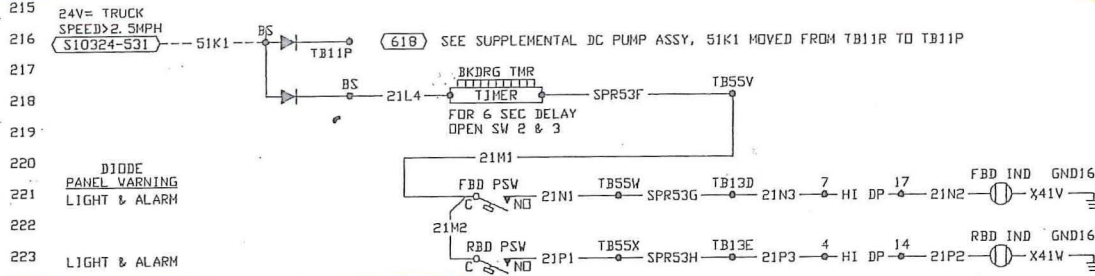 215 24V= TRUCK
SPEED>2.5MPH
216 S10324-531 51K1 BS TB11P 618 SEE SUPPLEMENTAL DC PUMP ASSY, 51K1 MOVED FROM TB11R TO TB11P
217 BKDRG TMR
BS TB55V
218 21L4 TIMER SPR53F
FOR 6 SEC DELAY
219 OPEN SW 2 & 3
220 DIODE 21M1
PANEL WARNING FBD PSW TB55W TB13D 7 17 FBD IND GND16
221 LIGHT & ALARM C NO 21N1 SPR53G 21N3 HI DP 21N2 X41V
222 21M2
RBD PSW TB55X TB13E 4 14 RBD IND GND16
223 LIGHT & ALARM C NO 21P1 SPR53H 21P3 HI DP 21P2 X41W